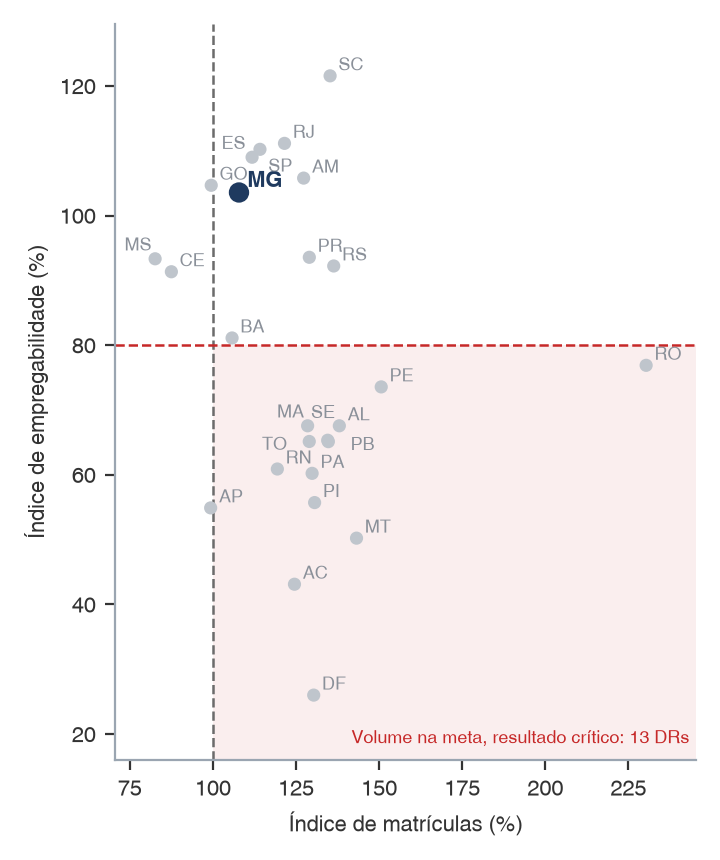 SC
120
RJ
ES
SP
AM
GO
MG
100
MS
CE
PR
RS
BA
80
RO
PE
MA
SE
AL
TO
PB
RN
PA
60
PI
AP
MT
AC
40
DF
20
Volume na meta, resultado crítico: 13 DRs
75
100
125
150
175
200
225
Índice de matrículas (%)
Índice de empregabilidade (%)